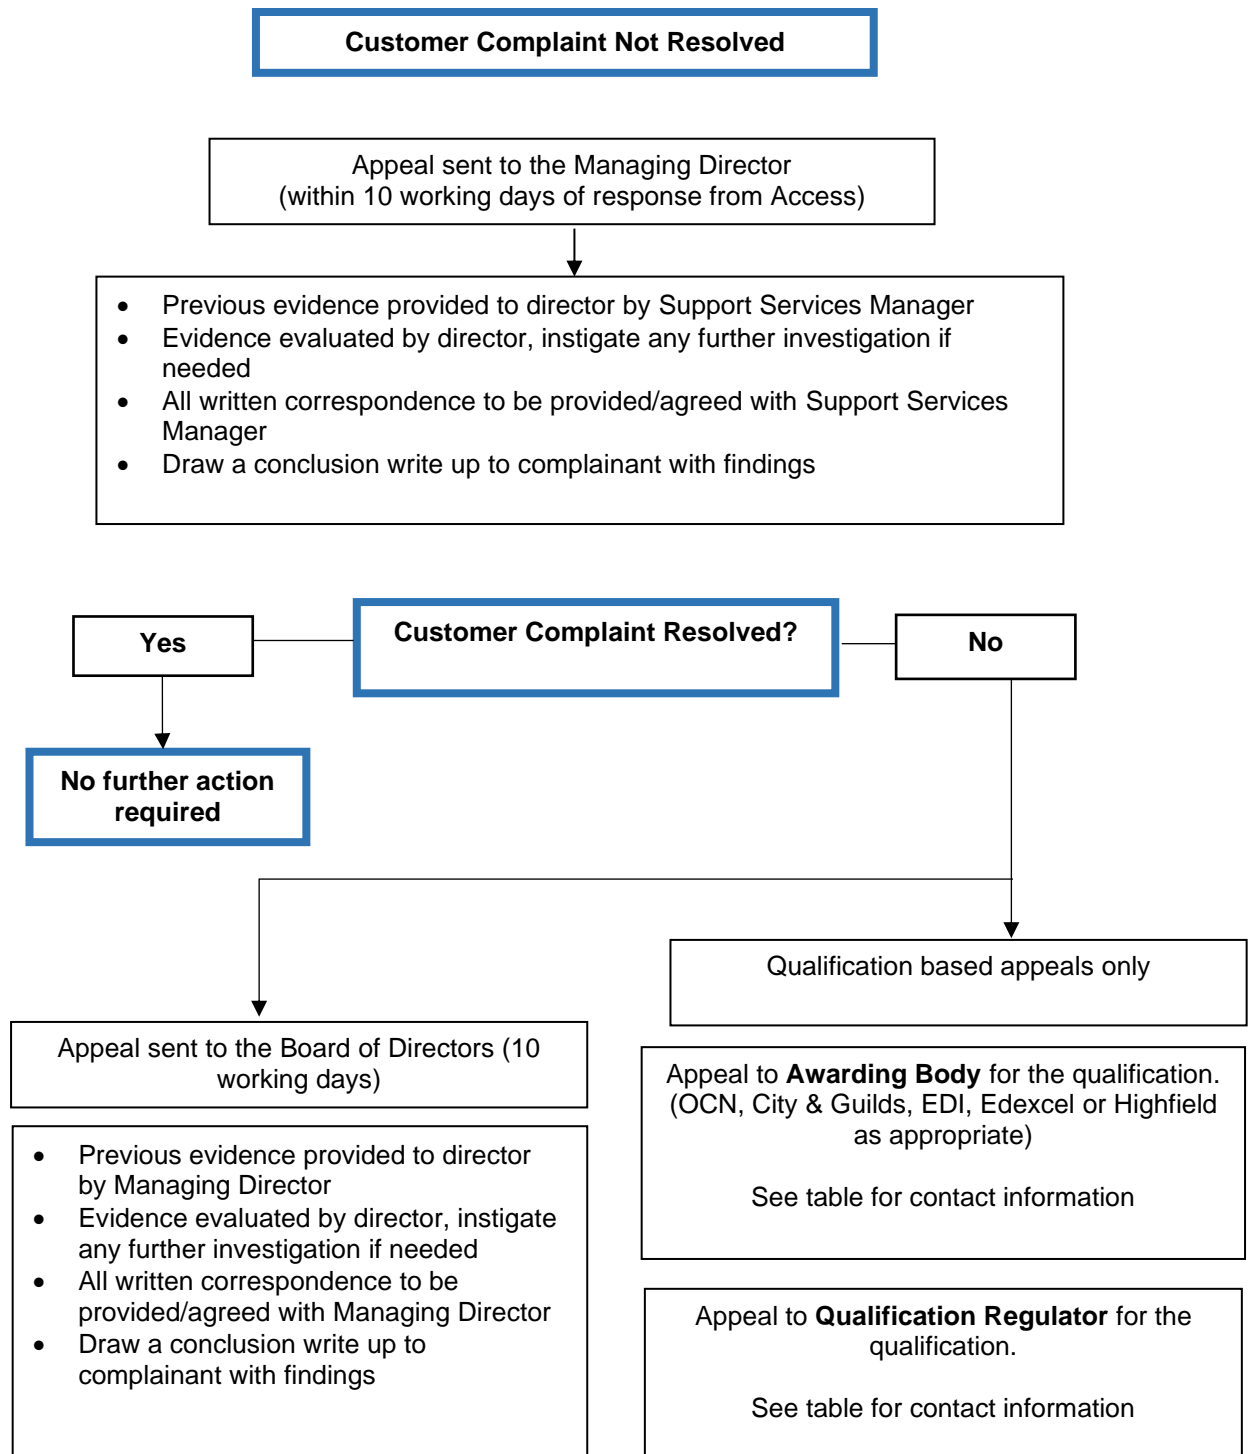 Customer Complaint Not Resolved
Appeal sent to the Managing Director
(within 10 working days of response from Access)
• Previous evidence provided to director by Support Services Manager
• Evidence evaluated by director, instigate any further investigation if
needed
• All written correspondence to be provided/agreed with Support Services
Manager
• Draw a conclusion write up to complainant with findings
Yes
Customer Complaint Resolved?
No
No further action
required
Qualification based appeals only
Appeal sent to the Board of Directors (10
working days)
• Previous evidence provided to director
by Managing Director
• Evidence evaluated by director, instigate
any further investigation if needed
• All written correspondence to be
provided/agreed with Managing Director
• Draw a conclusion write up to
complainant with findings
Appeal to Awarding Body for the qualification.
(OCN, City & Guilds, EDI, Edexcel or Highfield
as appropriate)
See table for contact information
Appeal to Qualification Regulator for the
qualification.
See table for contact information